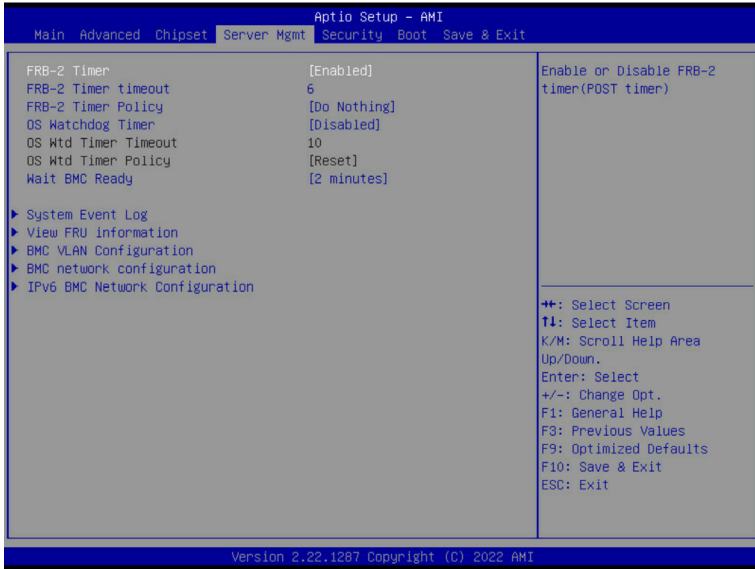 Aptio Setup - AMI
Main Advanced Chipset Server Mgmt Security Boot Save & Exit
FRB-2 Timer [Enabled]
FRB-2 Timer timeout 6
FRB-2 Timer Policy [Do Nothing]
OS Watchdog Timer [Disabled]
OS Wtd Timer Timeout 10
OS Wtd Timer Policy [Reset]
Wait BMC Ready [2 minutes]
System Event Log
View FRU information
BMC VLAN Configuration
BMC network configuration
IPv6 BMC Network Configuration
Enable or Disable FRB-2
timer(POST timer)
→←: Select Screen
↑↓: Select Item
K/M: Scroll Help Area
Up/Down.
Enter: Select
+/-: Change Opt.
F1: General Help
F3: Previous Values
F9: Optimized Defaults
F10: Save & Exit
ESC: Exit
Version 2.22.1287 Copyright (C) 2022 AMI